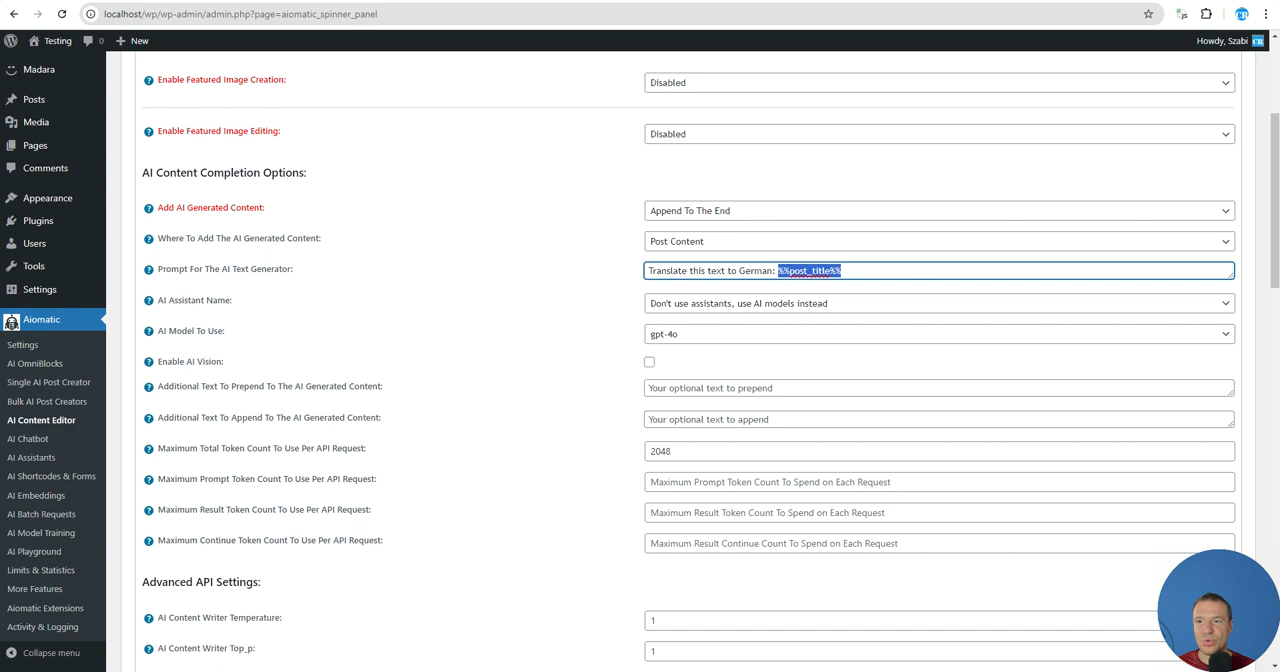 localhost/wp/wp-admin/admin.php?page=aiomatic_spinner_panel
Testing
0
New
Howdy, Szabi
Madara
Posts
Media
Pages
Comments
Appearance
Plugins
Users
Tools
Settings
Aiomatic
Settings
AI OmniBlocks
Single AI Post Creator
Bulk AI Post Creators
AI Content Editor
AI Chatbot
AI Assistants
AI Shortcodes & Forms
AI Embeddings
AI Batch Requests
AI Model Training
AI Playground
Limits & Statistics
More Features
Aiomatic Extensions
Activity & Logging
Collapse menu
Enable Featured Image Creation:
Disabled
Enable Featured Image Editing:
Disabled
AI Content Completion Options:
Add AI Generated Content:
Append To The End
Where To Add The AI Generated Content:
Post Content
Prompt For The AI Text Generator:
Translate this text to German: %%post_title%%
AI Assistant Name:
Don't use assistants, use AI models instead
AI Model To Use:
gpt-4o
Enable AI Vision:
Additional Text To Prepend To The AI Generated Content:
Your optional text to prepend
Additional Text To Append To The AI Generated Content:
Your optional text to append
Maximum Total Token Count To Use Per API Request:
2048
Maximum Prompt Token Count To Use Per API Request:
Maximum Prompt Token Count To Spend on Each Request
Maximum Result Token Count To Use Per API Request:
Maximum Result Token Count To Spend on Each Request
Maximum Continue Token Count To Use Per API Request:
Maximum Result Continue Count To Spend on Each Request
Advanced API Settings:
AI Content Writer Temperature:
1
AI Content Writer Top_p:
1